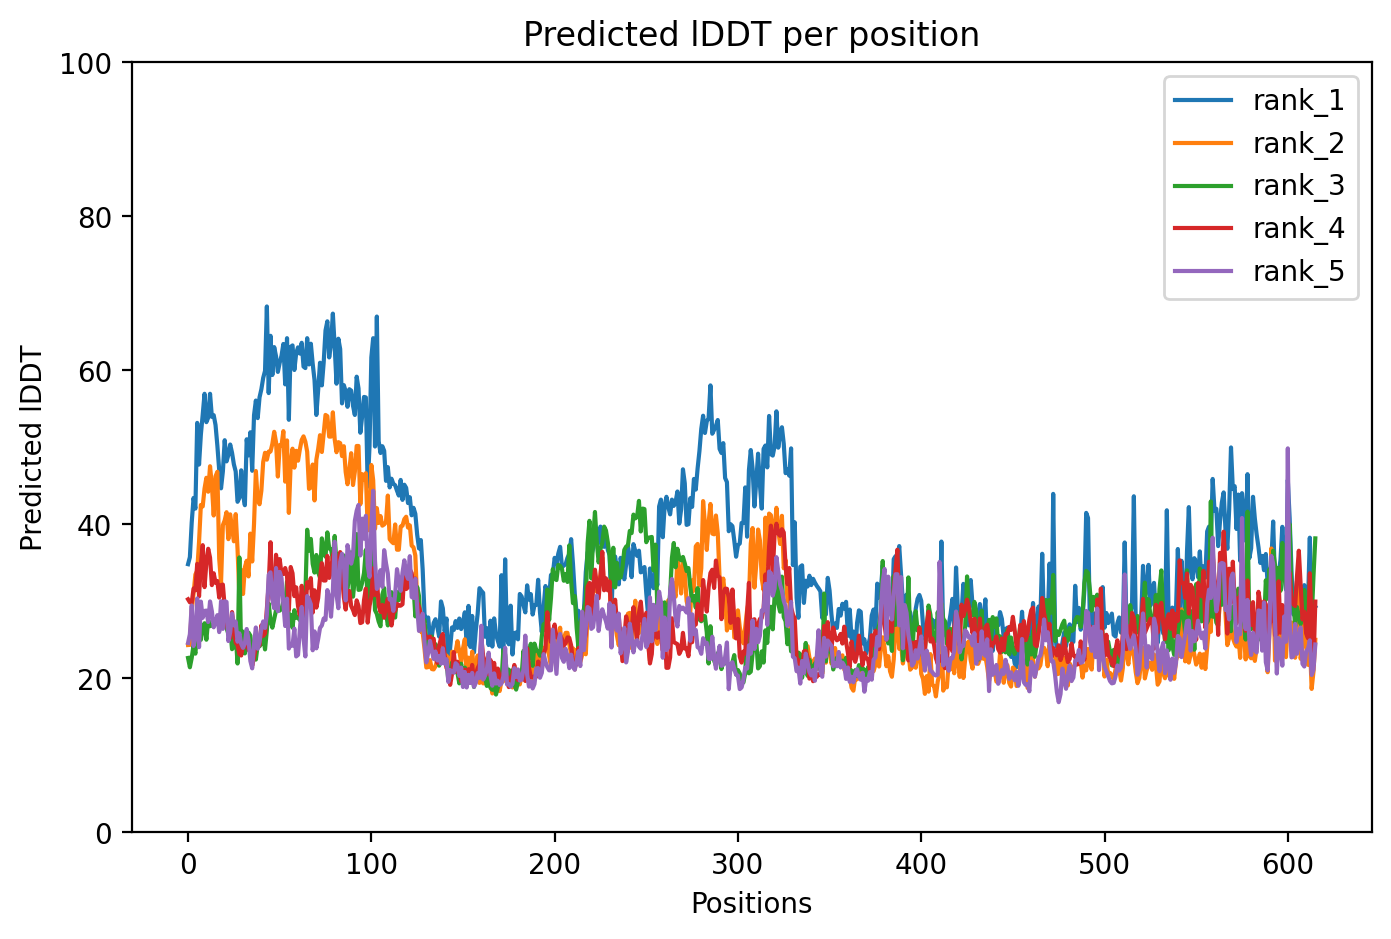 Predicted lDDT per position
100
80
60
40
20
0
Predicted lDDT
0 100 200 300 400 500 600
Positions
rank_1
rank_2
rank_3
rank_4
rank_5